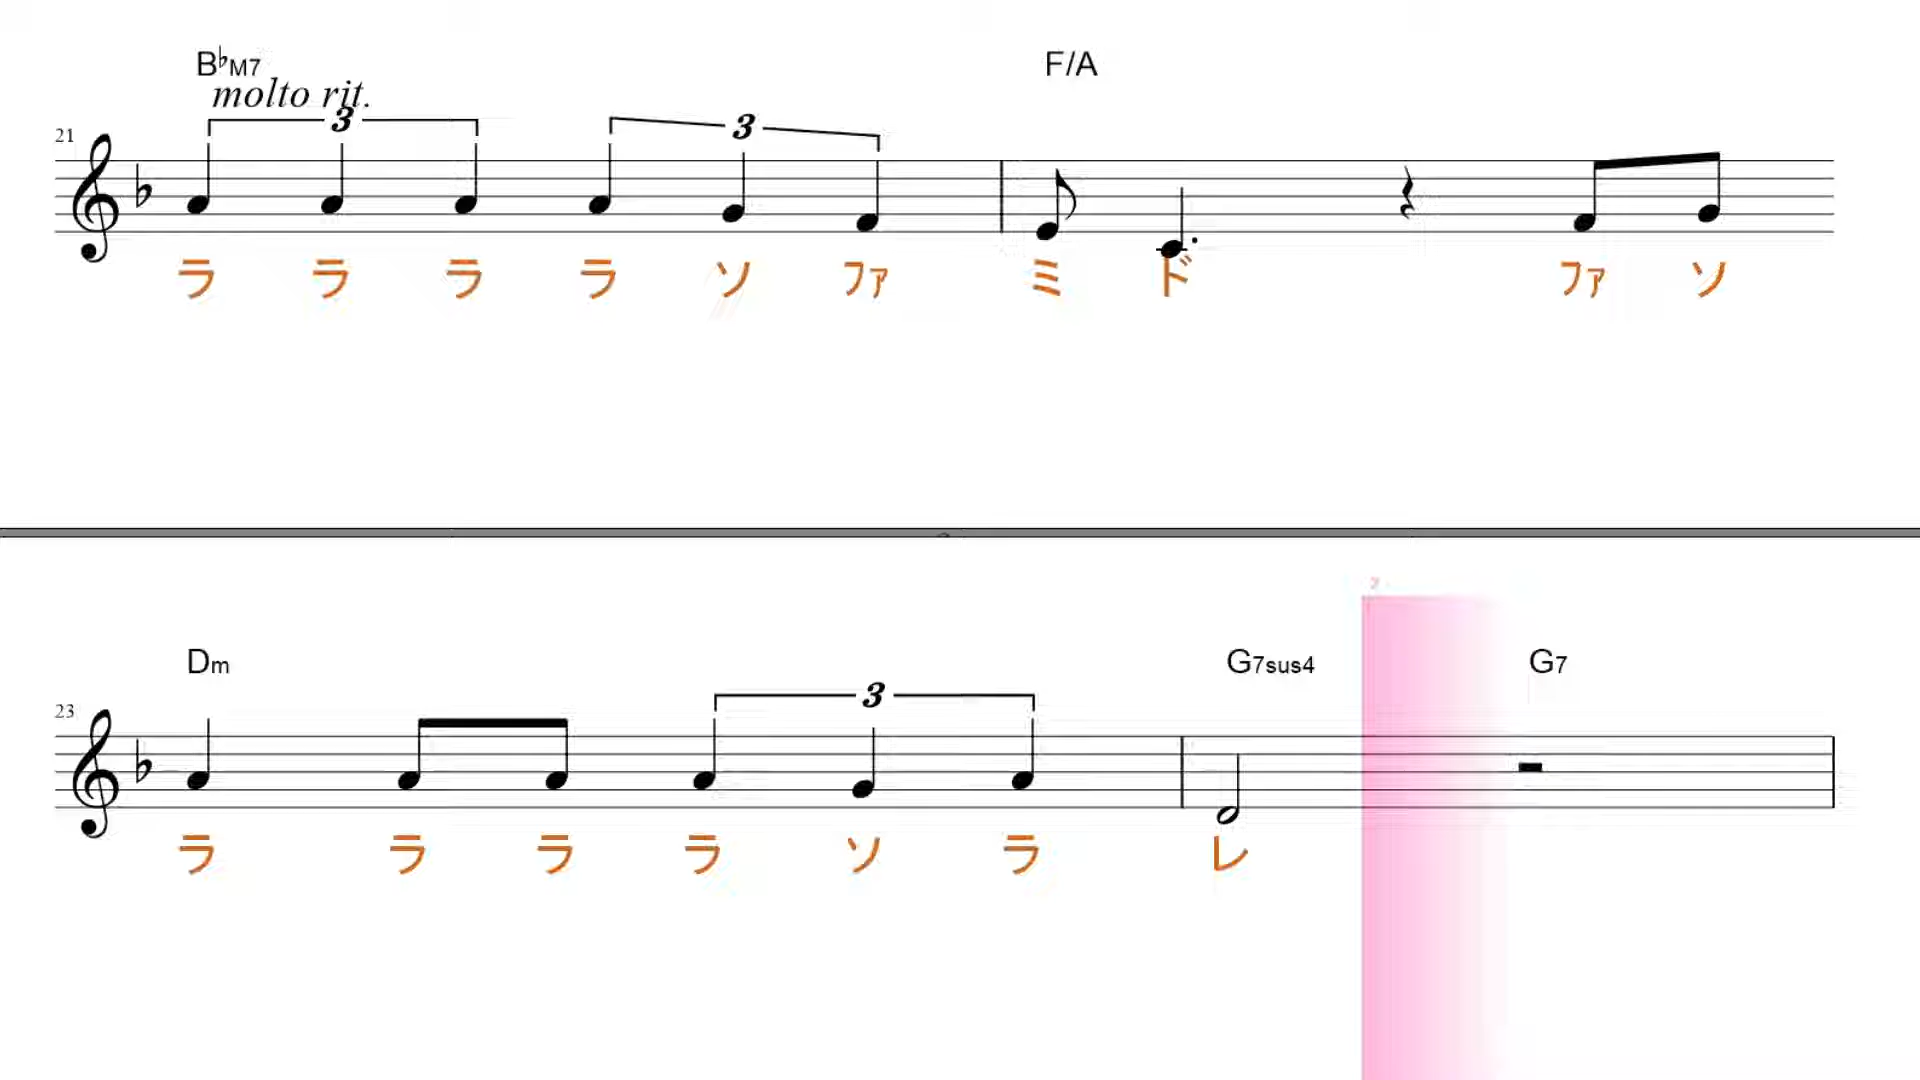 B♭M7 F/A
molto rit.
3 3
21
ラ ラ ラ ラ ソ ファ ミ ド ファ ソ
Dm G7sus4 G7
3
23
ラ ラ ラ ラ ソ ラ レ